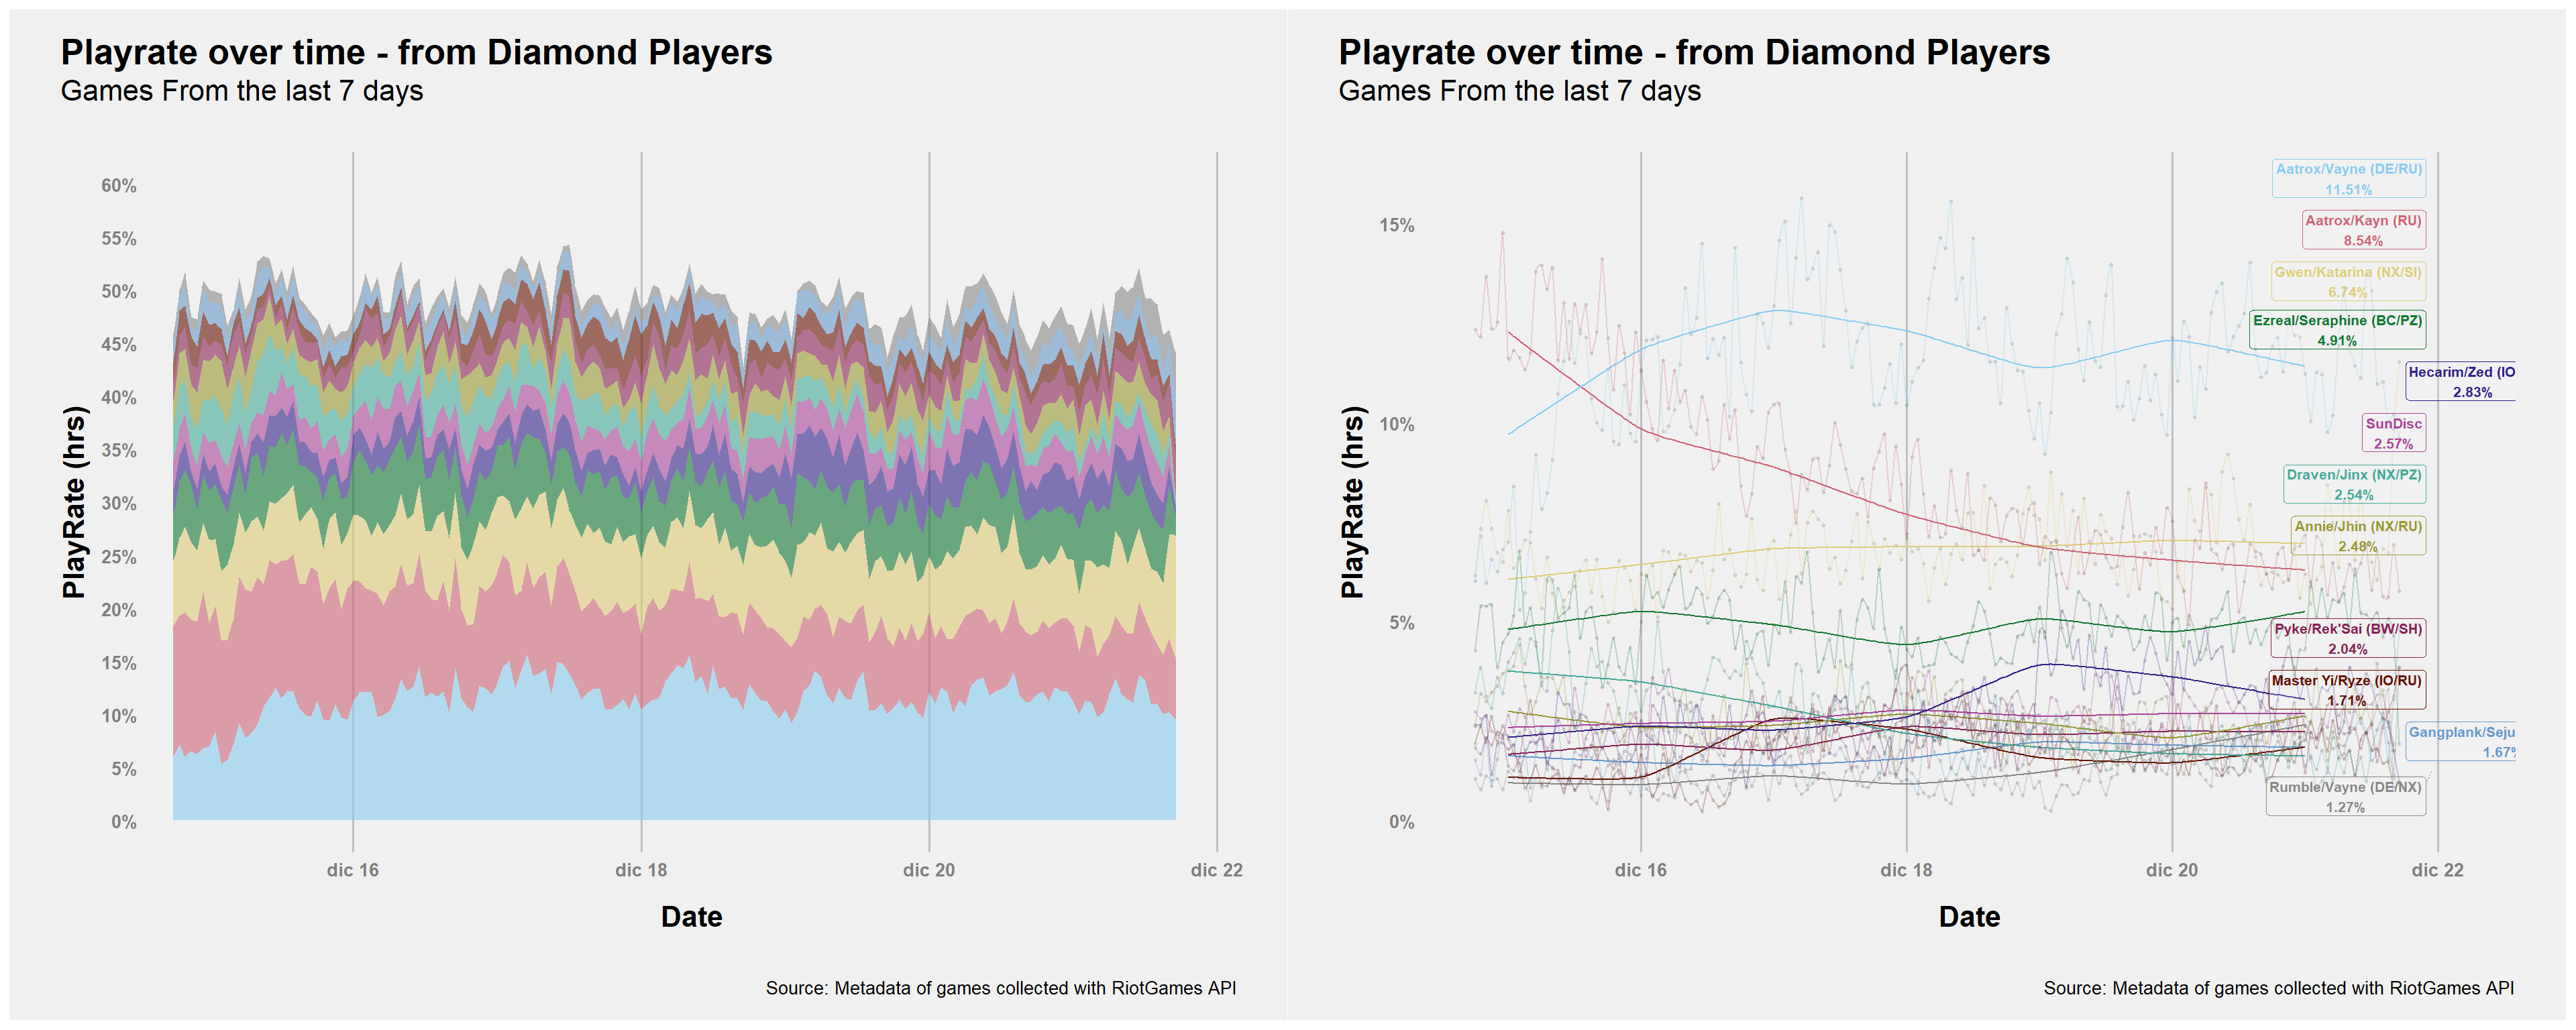 Playrate over time - from Diamond Players
Games From the last 7 days
PlayRate (hrs)
60%
55%
50%
45%
40%
35%
30%
25%
20%
15%
10%
5%
0%
dic 16
dic 18
dic 20
dic 22
Date
Source: Metadata of games collected with RiotGames API
Playrate over time - from Diamond Players
Games From the last 7 days
PlayRate (hrs)
15%
10%
5%
0%
Aatrox/Vayne (DE/RU)
11.51%
Aatrox/Kayn (RU)
8.54%
Gwen/Katarina (NX/SI)
6.74%
Ezreal/Seraphine (BC/PZ)
4.91%
Hecarim/Zed (IO
2.83%
SunDisc
2.57%
Draven/Jinx (NX/PZ)
2.54%
Annie/Jhin (NX/RU)
2.48%
Pyke/Rek'Sai (BW/SH)
2.04%
Master Yi/Ryze (IO/RU)
1.71%
Gangplank/Seju
1.67%
Rumble/Vayne (DE/NX)
1.27%
dic 16
dic 18
dic 20
dic 22
Date
Source: Metadata of games collected with RiotGames API